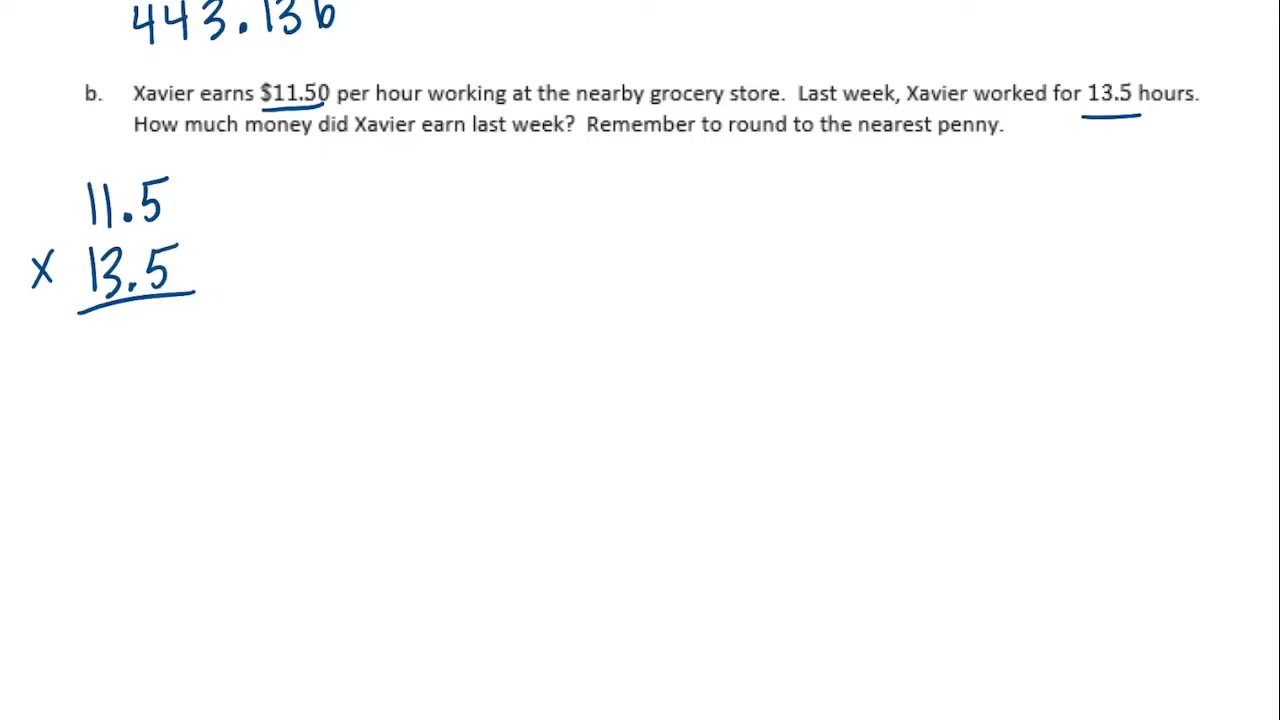 443.136
b. Xavier earns $11.50 per hour working at the nearby grocery store. Last week, Xavier worked for 13.5 hours.
How much money did Xavier earn last week? Remember to round to the nearest penny.
11.5
x 13.5